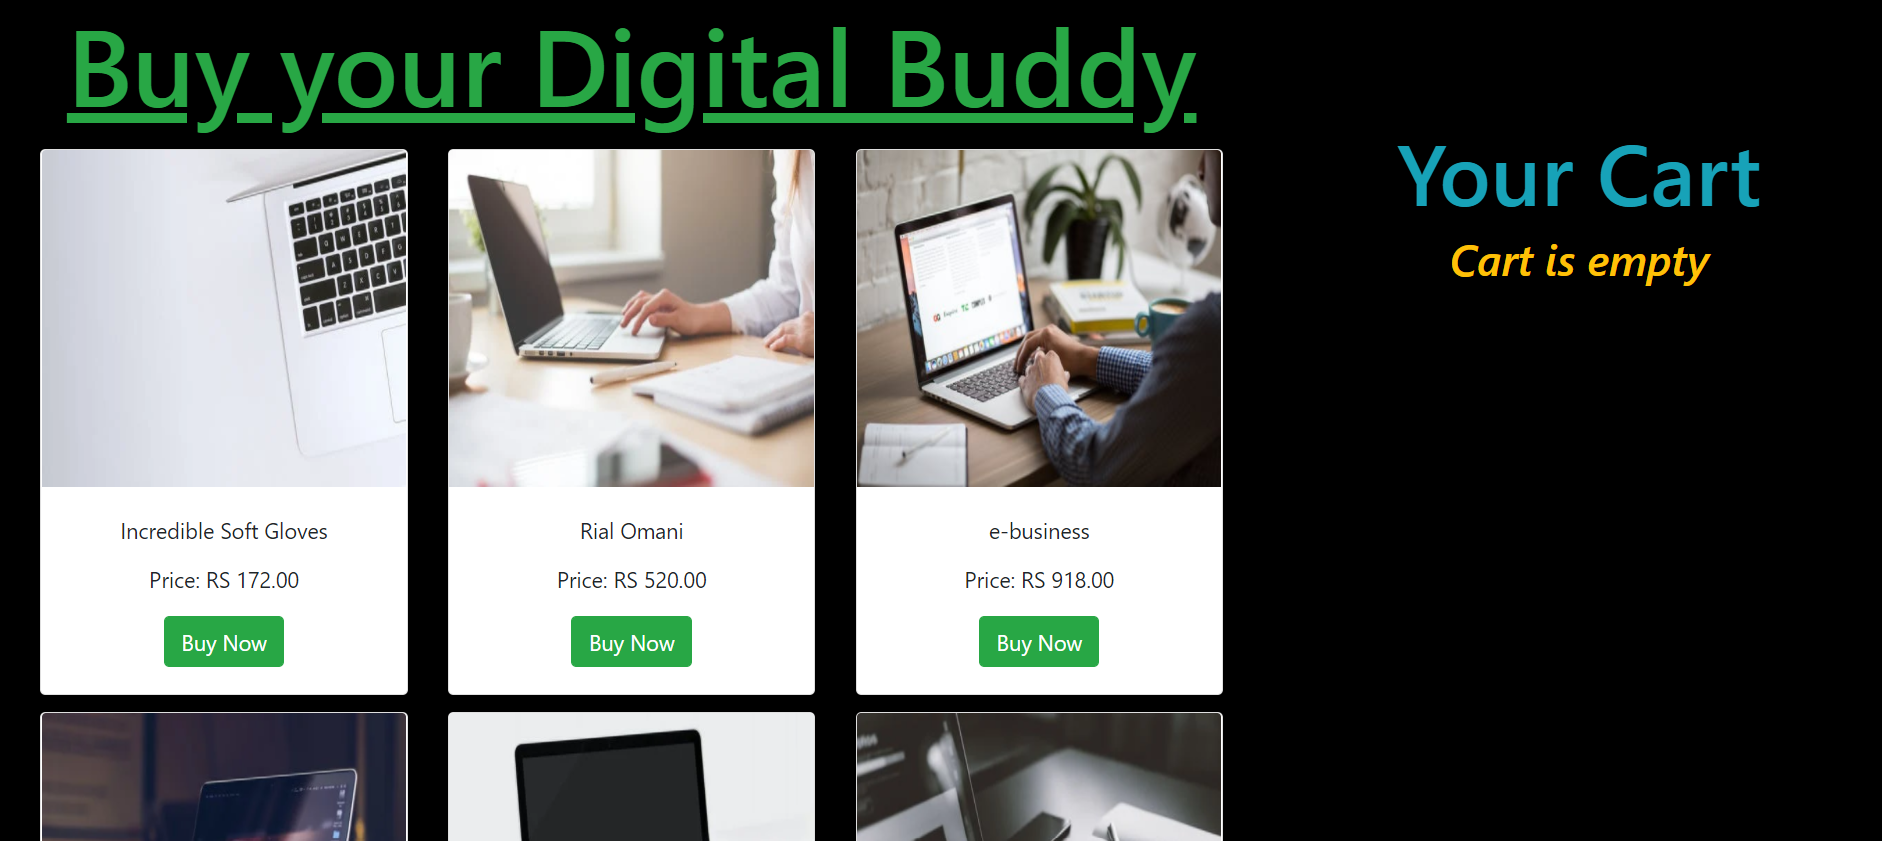 Buy your Digital Buddy
Your Cart
Cart is empty
Incredible Soft Gloves
Price: RS 172.00
Buy Now
Rial Omani
Price: RS 520.00
Buy Now
e-business
Price: RS 918.00
Buy Now